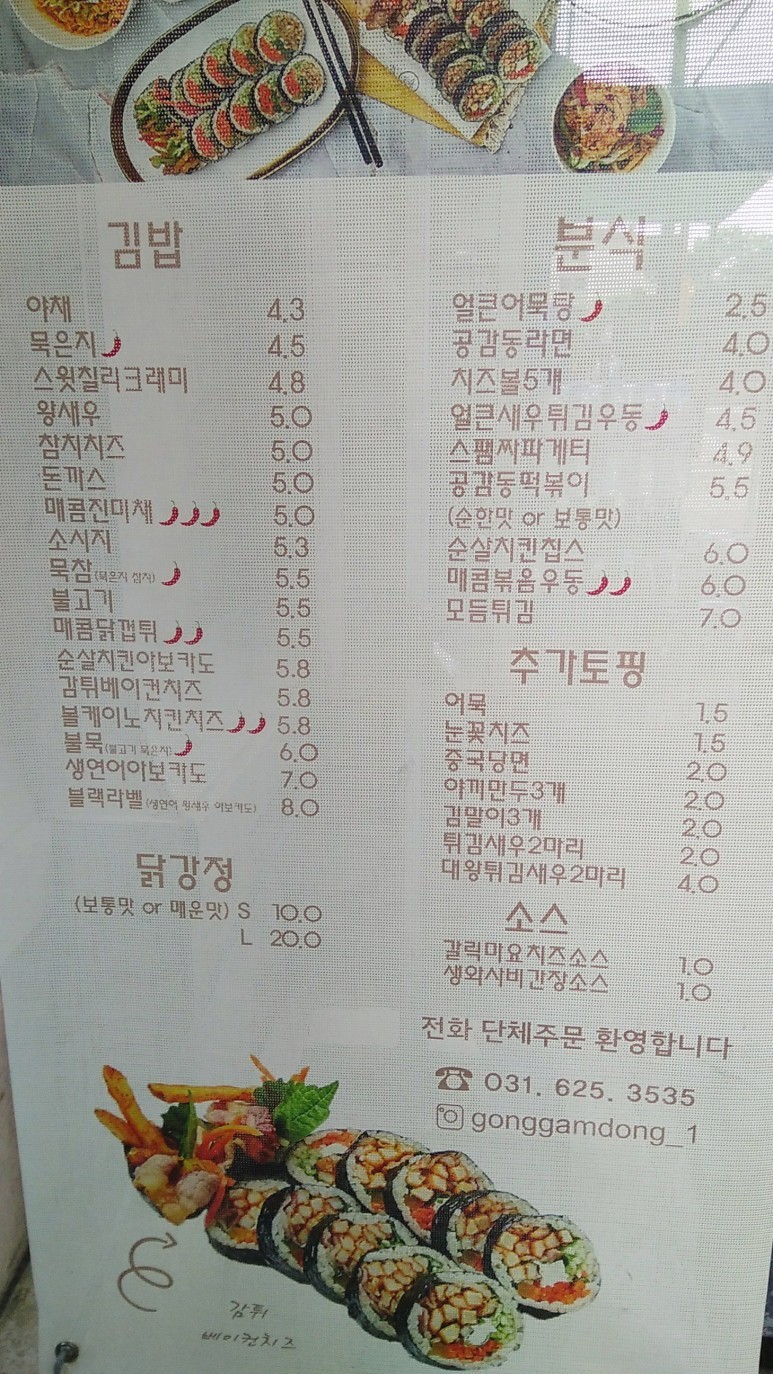 김밥
야채 4.3
묵은지 4.5
스윗칠리크래미 4.8
왕새우 5.0
참치치즈 5.0
돈까스 5.0
매콤진미채 5.0
소시지 5.3
묵참(묵은지 참치) 5.5
불고기 5.5
매콤닭껍튀 5.5
순살치킨아보카도 5.8
감튀베이컨치즈 5.8
볼케이노치킨치즈 5.8
불묵(불고기 묵은지) 6.0
생연어아보카도 7.0
블랙라벨(생연어 왕새우 아보카도) 8.0
닭강정
(보통맛 or 매운맛) S 10.0
L 20.0
분식
얼큰어묵탕 2.5
공감동라면 4.0
치즈볼5개 4.0
얼큰새우튀김우동 4.5
스팸짜파게티 4.9
공감동떡볶이 5.5
(순한맛 or 보통맛)
순살치킨칩스 6.0
매콤볶음우동 6.0
모듬튀김 7.0
추가토핑
어묵 1.5
눈꽃치즈 1.5
중국당면 2.0
야끼만두3개 2.0
김말이3개 2.0
튀김새우2마리 2.0
대왕튀김새우2마리 4.0
소스
갈릭마요치즈소스 1.0
생와사비간장소스 1.0
전화 단체주문 환영합니다
031. 625. 3535
gonggamdong_1
감튀
베이컨치즈